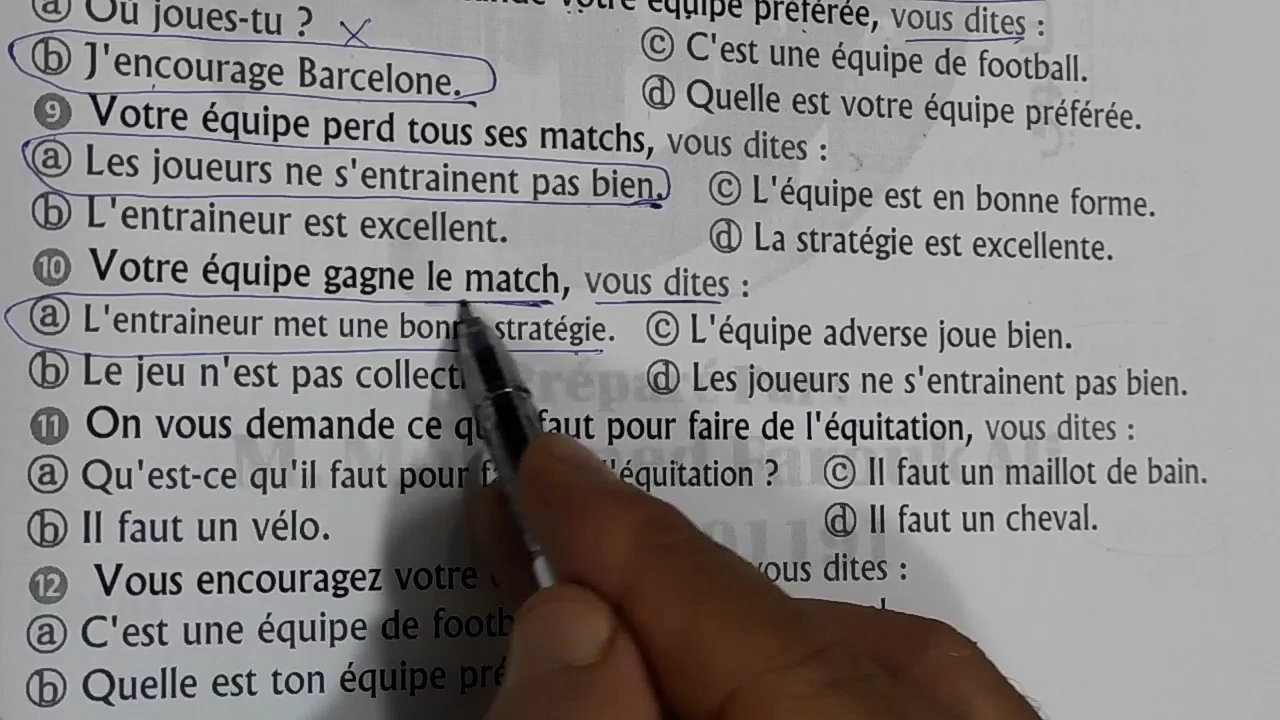 votre équipe préférée, vous dites :
ⓐ Où joues-tu ?
ⓒ C'est une équipe de football.
ⓑ J'encourage Barcelone.
ⓓ Quelle est votre équipe préférée.
9 Votre équipe perd tous ses matchs, vous dites :
ⓐ Les joueurs ne s'entrainent pas bien.
ⓒ L'équipe est en bonne forme.
ⓑ L'entraineur est excellent.
ⓓ La stratégie est excellente.
10 Votre équipe gagne le match, vous dites :
ⓐ L'entraineur met une bonn stratégie.
ⓒ L'équipe adverse joue bien.
ⓑ Le jeu n'est pas collecti
ⓓ Les joueurs ne s'entrainent pas bien.
11 On vous demande ce qu faut pour faire de l'équitation, vous dites :
ⓐ Qu'est-ce qu'il faut pour f l'équitation ?
ⓒ Il faut un maillot de bain.
ⓑ Il faut un vélo.
ⓓ Il faut un cheval.
12 Vous encouragez votre vous dites :
ⓐ C'est une équipe de footb
ⓑ Quelle est ton équipe pré